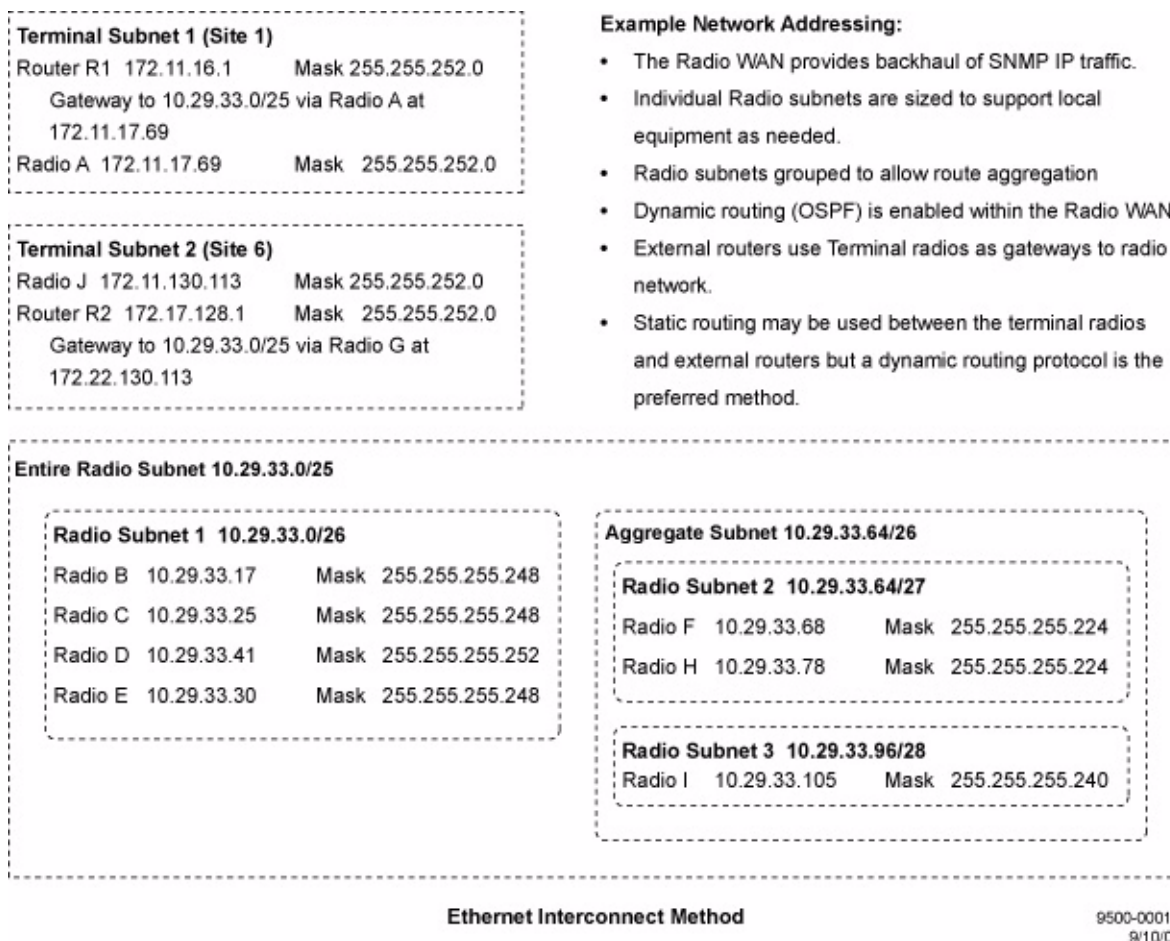 Terminal Subnet 1 (Site 1)
Router R1 172.11.16.1 Mask 255.255.252.0
Gateway to 10.29.33.0/25 via Radio A at
172.11.17.69
Radio A 172.11.17.69 Mask 255.255.252.0
Terminal Subnet 2 (Site 6)
Radio J 172.11.130.113 Mask 255.255.252.0
Router R2 172.17.128.1 Mask 255.255.252.0
Gateway to 10.29.33.0/25 via Radio G at
172.22.130.113
Example Network Addressing:
• The Radio WAN provides backhaul of SNMP IP traffic.
• Individual Radio subnets are sized to support local
equipment as needed.
• Radio subnets grouped to allow route aggregation
• Dynamic routing (OSPF) is enabled within the Radio WAN
• External routers use Terminal radios as gateways to radio
network.
• Static routing may be used between the terminal radios
and external routers but a dynamic routing protocol is the
preferred method.
Entire Radio Subnet 10.29.33.0/25
Radio Subnet 1 10.29.33.0/26
Radio B 10.29.33.17 Mask 255.255.255.248
Radio C 10.29.33.25 Mask 255.255.255.248
Radio D 10.29.33.41 Mask 255.255.255.252
Radio E 10.29.33.30 Mask 255.255.255.248
Aggregate Subnet 10.29.33.64/26
Radio Subnet 2 10.29.33.64/27
Radio F 10.29.33.68 Mask 255.255.255.224
Radio H 10.29.33.78 Mask 255.255.255.224
Radio Subnet 3 10.29.33.96/28
Radio I 10.29.33.105 Mask 255.255.255.240
Ethernet Interconnect Method
9500-0001